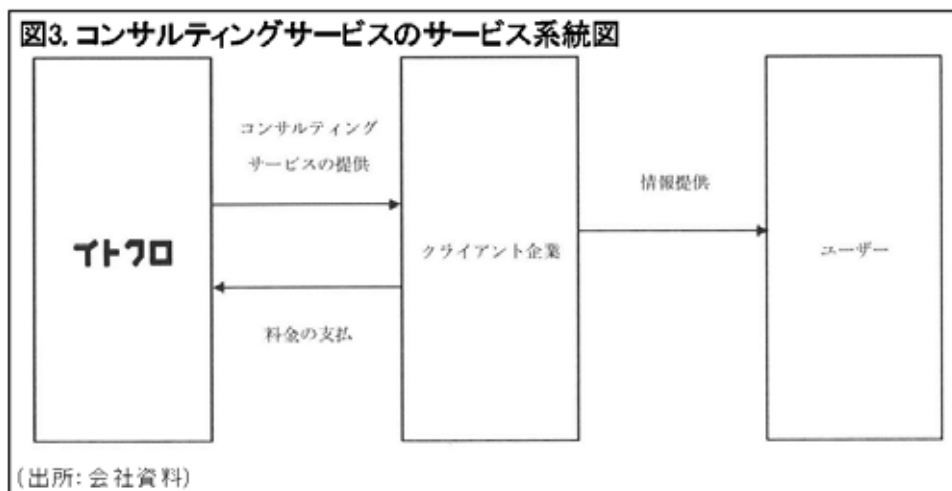 図3. コンサルティングサービスのサービス系統図
コンサルティング
サービスの提供
情報提供
イトクロ
クライアント企業
ユーザー
料金の支払
(出所: 会社資料)